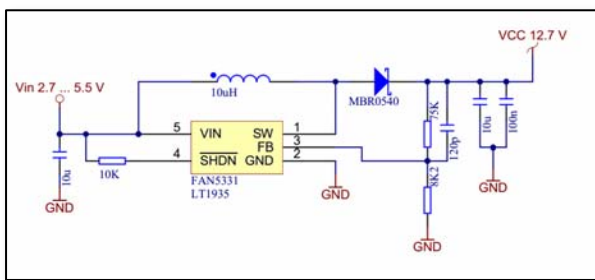 VCC 12.7 V
Vin 2.7 ... 5.5 V
10uH
MBR0540
75K
120p
10u
100n
5 VIN SW 1
FB 3
4 SHDN GND 2
10u
10K
FAN5331
LT1935
8K2
GND
GND
GND
GND